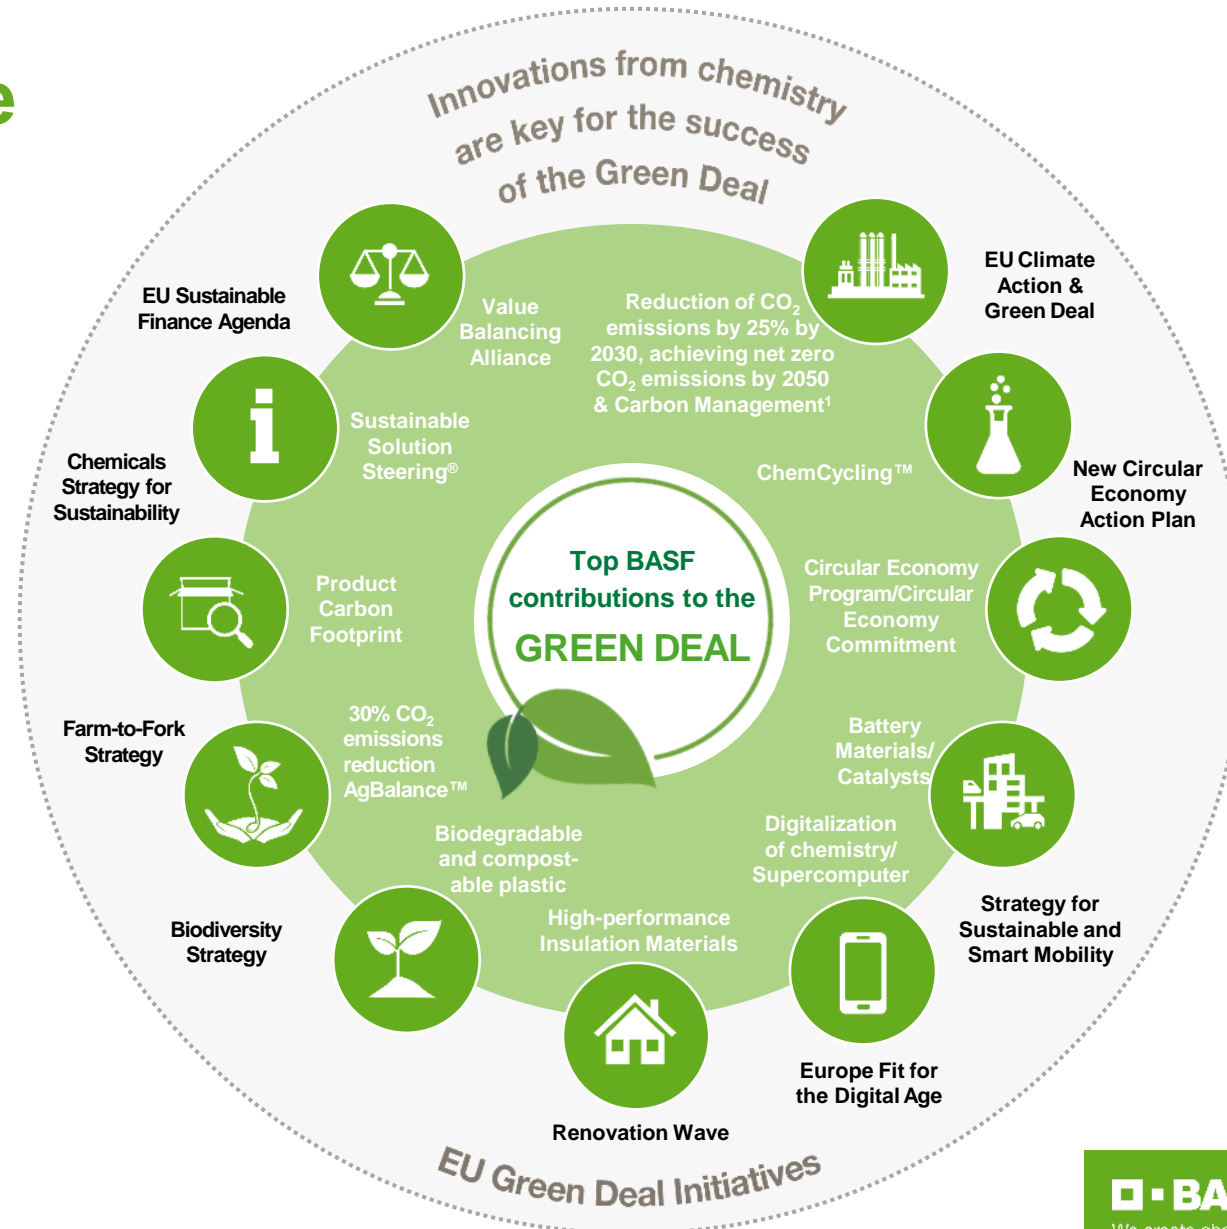 Innovations from chemistry
are key for the success
of the Green Deal
EU Climate
Action &
Green Deal
EU Sustainable
Finance Agenda
Value
Balancing
Alliance
Reduction of CO₂
emissions by 25% by
2030, achieving net zero
CO₂ emissions by 2050
& Carbon Management¹
Sustainable
Solution
Steering®
ChemCycling™
Chemicals
Strategy for
Sustainability
New Circular
Economy
Action Plan
Top BASF
contributions to the
GREEN DEAL
Product
Carbon
Footprint
Circular Economy
Program/Circular
Economy
Commitment
Farm-to-Fork
Strategy
30% CO₂
emissions
reduction
AgBalance™
Battery
Materials/
Catalysts
Biodegradable
and compost-
able plastic
Digitalization
of chemistry/
Supercomputer
High-performance
Insulation Materials
Biodiversity
Strategy
Strategy for
Sustainable and
Smart Mobility
Europe Fit for
the Digital Age
Renovation Wave
EU Green Deal Initiatives